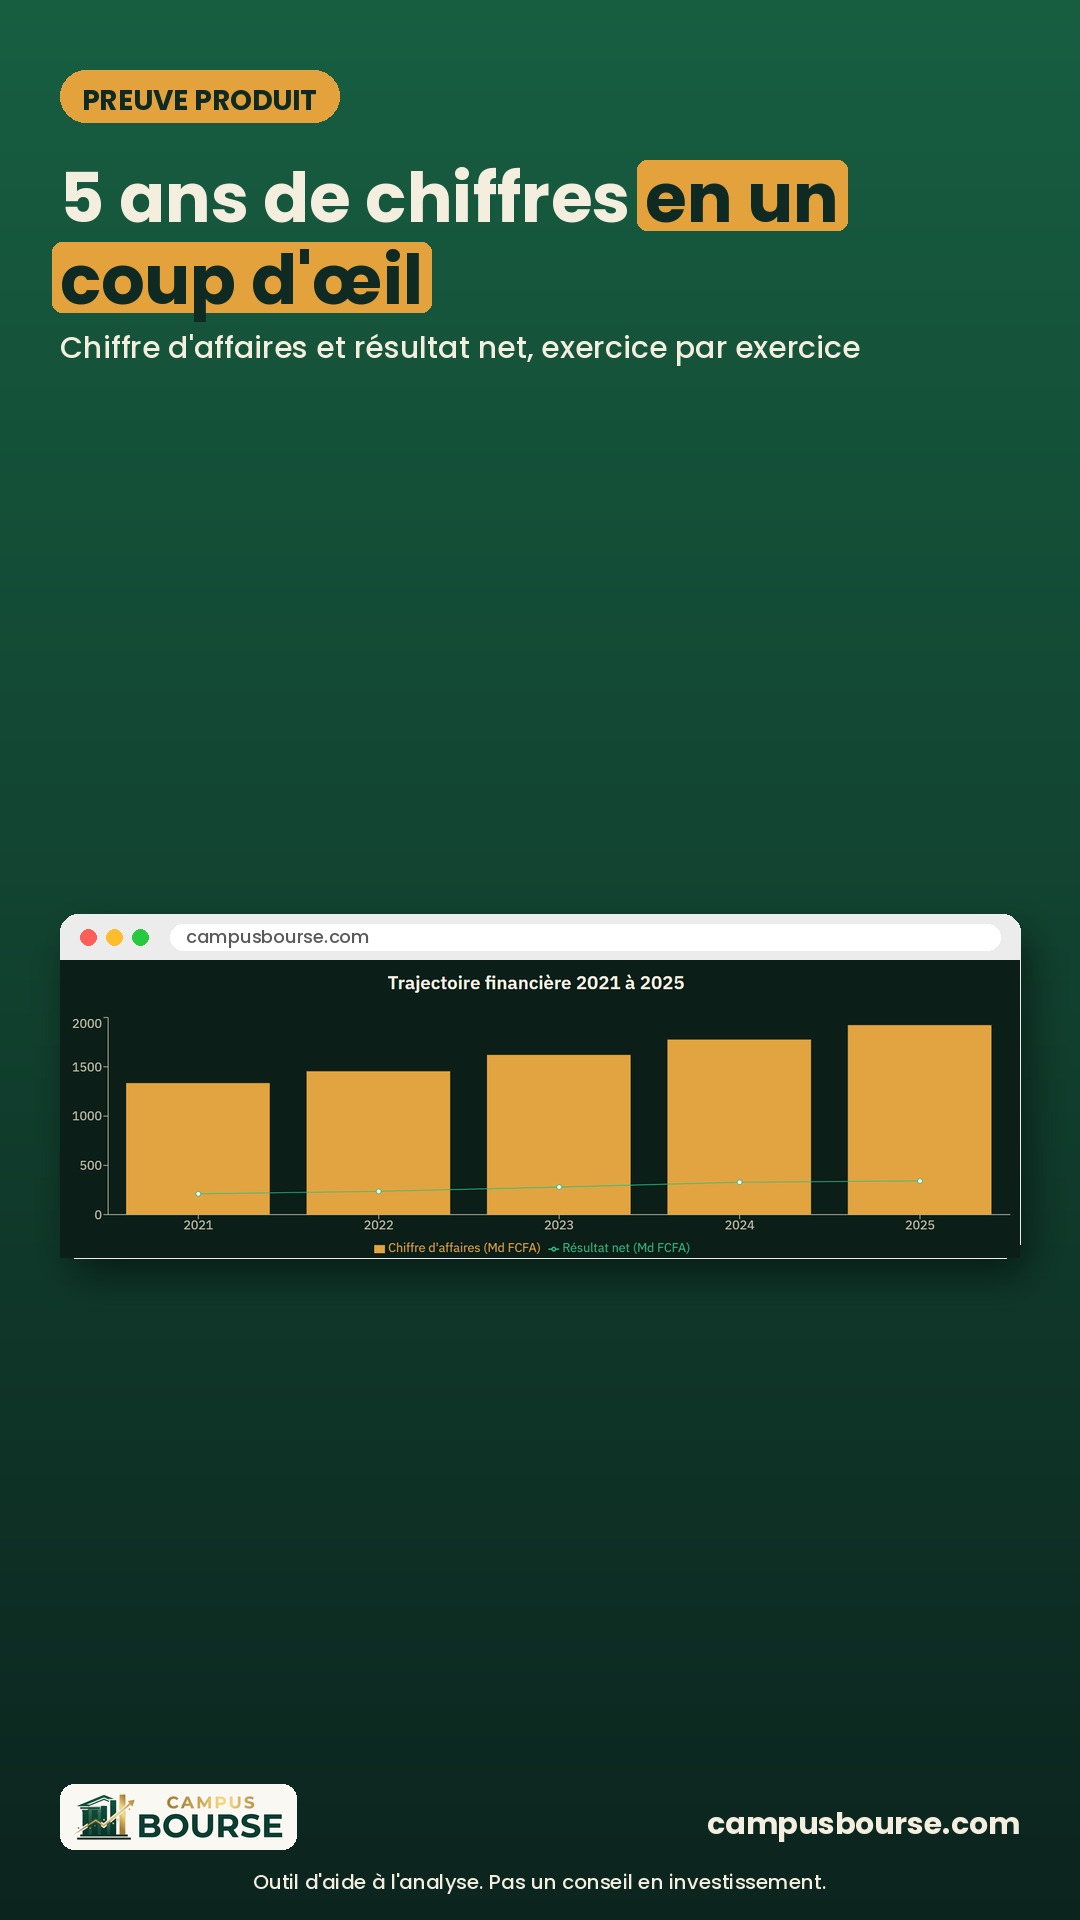 PREUVE PRODUIT
5 ans de chiffres en un
coup d'œil
Chiffre d'affaires et résultat net, exercice par exercice
campusbourse.com
Trajectoire financière 2021 à 2025
2000
1500
1000
500
0
2021 2022 2023 2024 2025
Chiffre d'affaires (Md FCFA) Résultat net (Md FCFA)
CAMPUS
BOURSE
campusbourse.com
Outil d'aide à l'analyse. Pas un conseil en investissement.